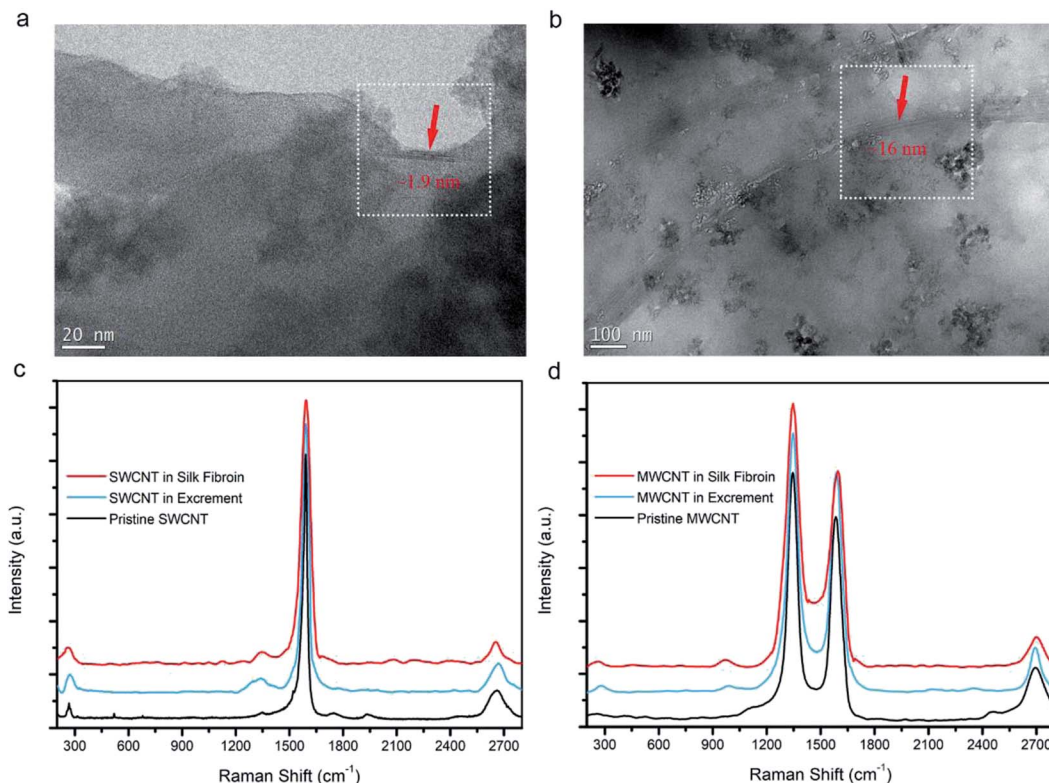 a
~1.9 nm
20 nm
b
~16 nm
100 nm
c
Intensity (a.u.)
SWCNT in Silk Fibroin
SWCNT in Excrement
Pristine SWCNT
300 600 900 1200 1500 1800 2100 2400 2700
Raman Shift (cm⁻¹)
d
Intensity (a.u.)
MWCNT in Silk Fibroin
MWCNT in Excrement
Pristine MWCNT
300 600 900 1200 1500 1800 2100 2400 2700
Raman Shift (cm⁻¹)